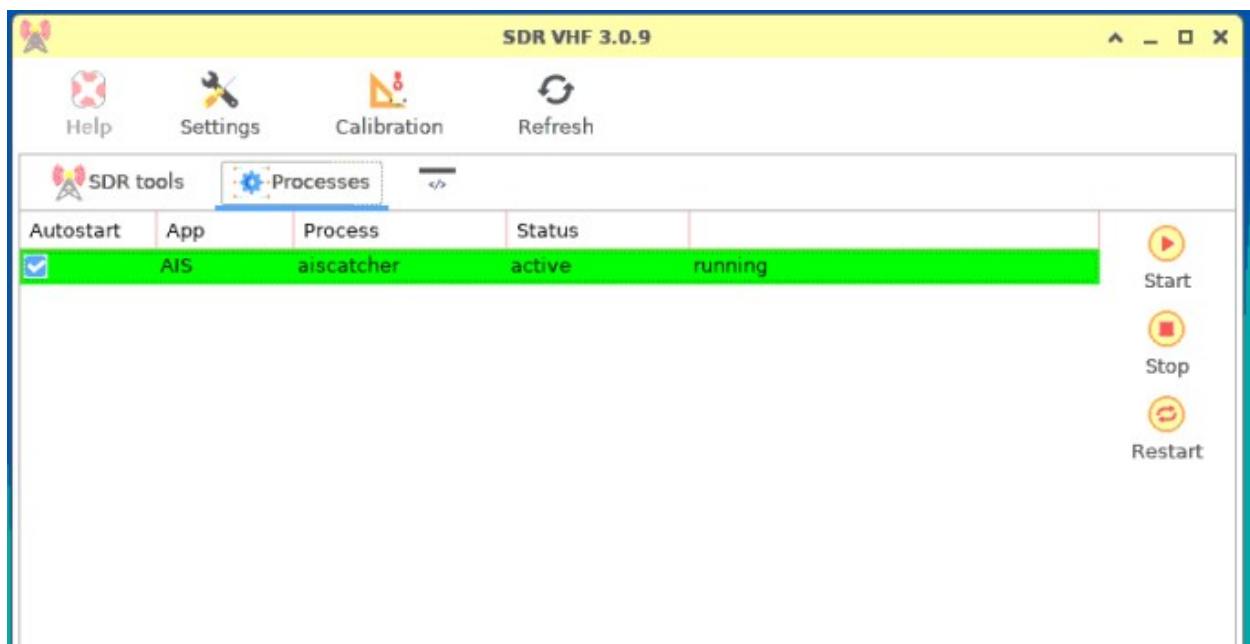 SDR VHF 3.0.9
Help Settings Calibration Refresh
SDR tools Processes </>
Autostart App Process Status
AIS aiscatcher active running
Start
Stop
Restart